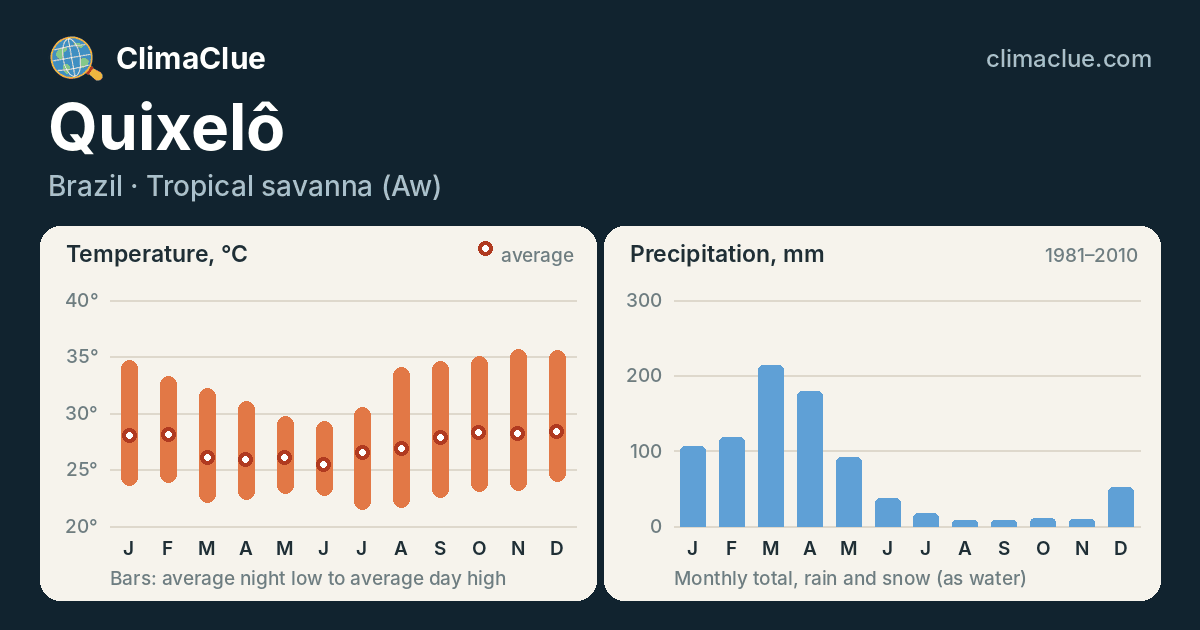 ClimaClue
climaclue.com
Quixelô
Brazil · Tropical savanna (Aw)
Temperature, °C
average
40°
35°
30°
25°
20°
J F M A M J J A S O N D
Bars: average night low to average day high
Precipitation, mm
1981–2010
300
200
100
0
J F M A M J J A S O N D
Monthly total, rain and snow (as water)